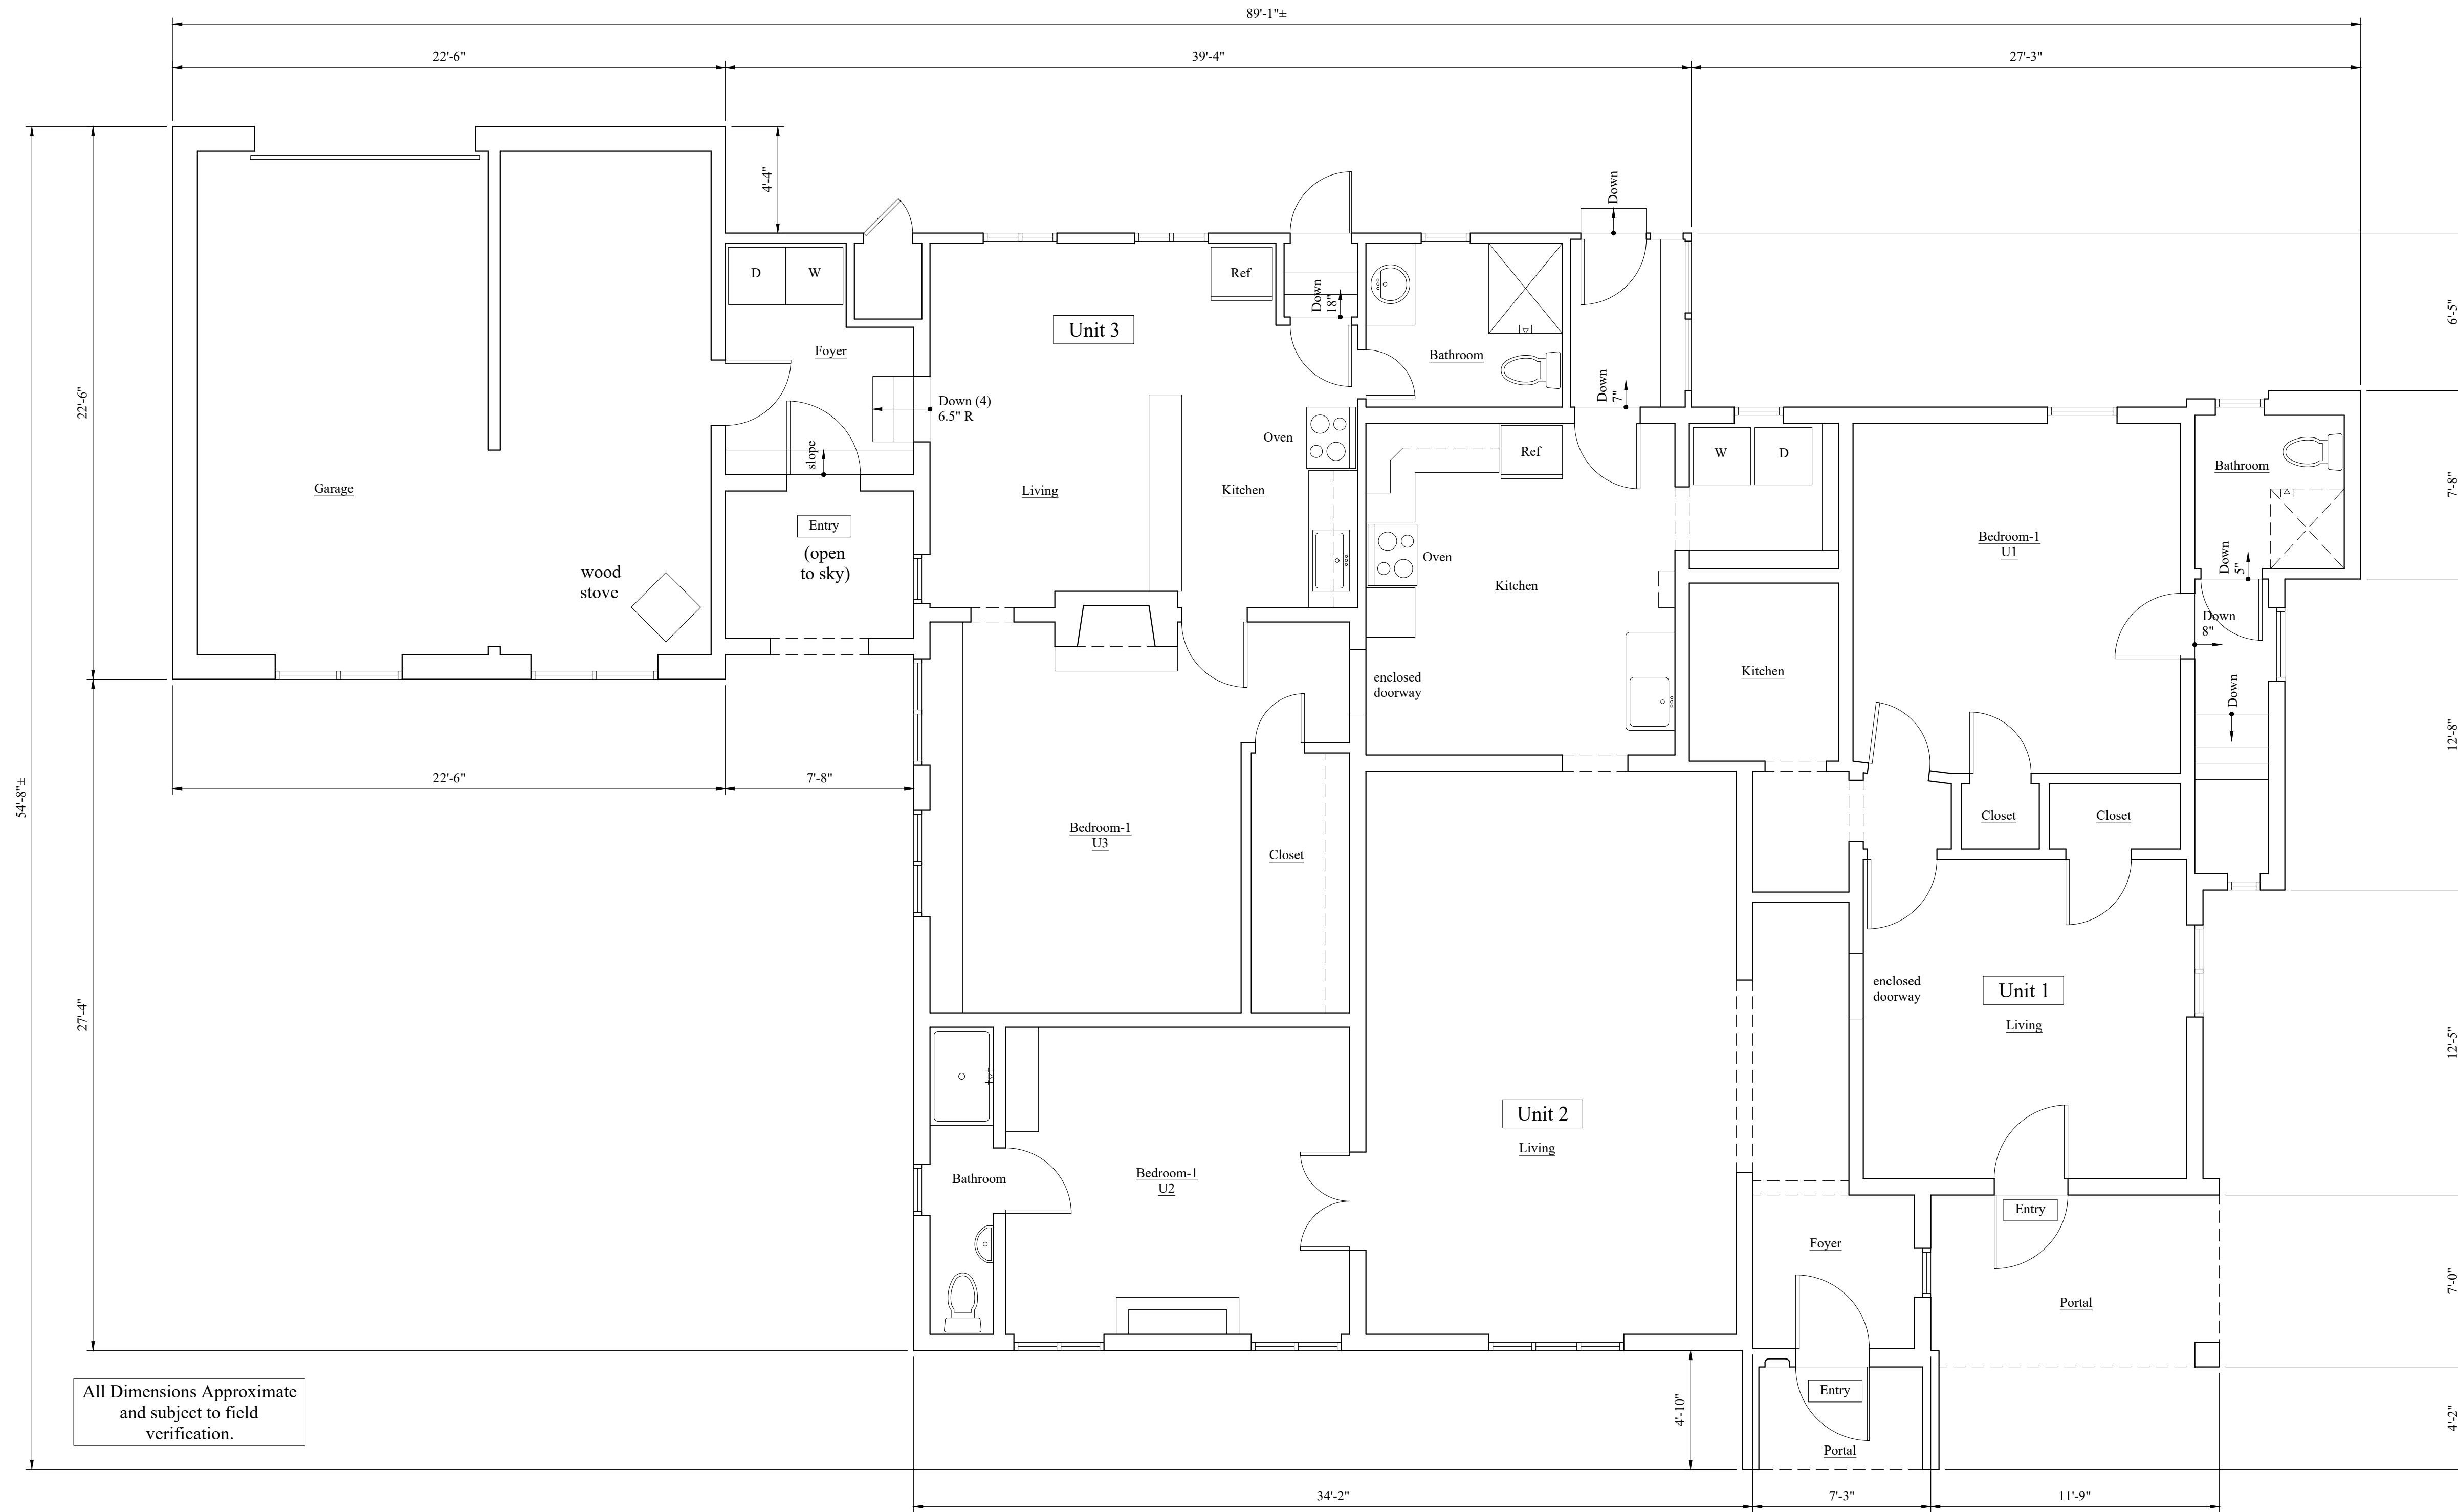 89'-1"±
22'-6"
39'-4"
27'-3"
4'-4"
Down
D
W
Ref
Down
18"
6'-5"
Unit 3
Foyer
Bathroom
Down
7"
22'-6"
Down (4)
6.5" R
slope
Oven
Ref
W
D
Bathroom
Garage
Living
Kitchen
7'-8"
Entry
(open
to sky)
Bedroom-1
U1
Oven
Down
5"
wood
stove
Kitchen
Down
8"
enclosed
doorway
Kitchen
Down
12'-8"
22'-6"
7'-8"
54'-8"±
Bedroom-1
U3
Closet
Closet
Closet
27'-4"
enclosed
doorway
Unit 1
Living
12'-5"
Unit 2
Living
Bathroom
Bedroom-1
U2
Entry
Foyer
Portal
7'-0"
All Dimensions Approximate
and subject to field
verification.
4'-10"
Entry
4'-2"
Portal
34'-2"
7'-3"
11'-9"